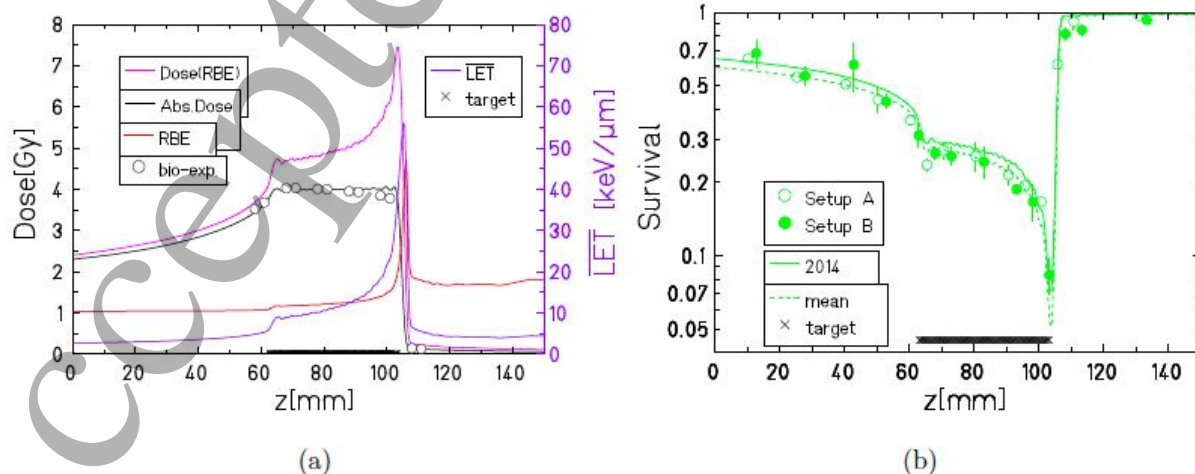 ccept
8
7
6
5
4
3
2
1
0
Dose[Gy]
Dose(RBE)
Abs.Dose
RBE
bio-exp
LET
target
80
70
60
50
40
30
20
10
0
LET [keV/μm]
0 20 40 60 80 100 120 140
z[mm]
(a)
1
0.7
0.5
0.3
0.2
0.1
0.07
0.05
Survival
Setup A
Setup B
2014
mean
target
0 20 40 60 80 100 120 140
z[mm]
(b)